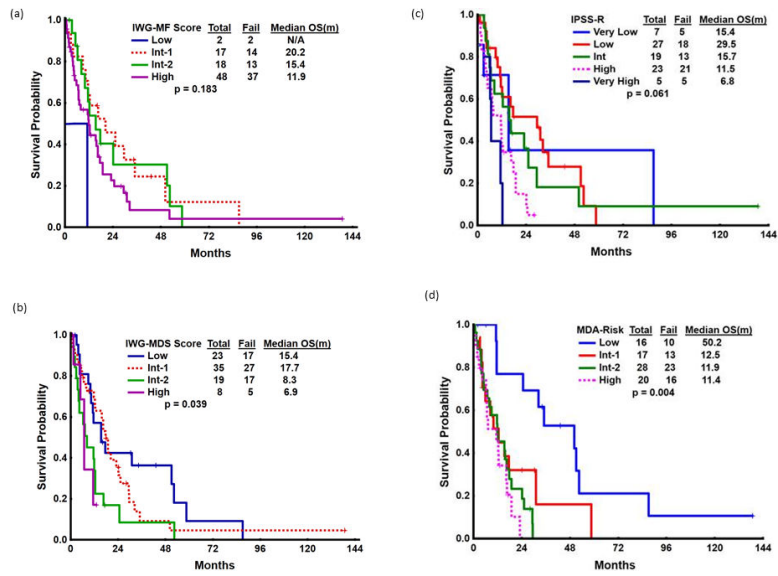 (a)
IWG-MF Score Total Fail Median OS(m)
Low 2 2 N/A
Int-1 17 14 20.2
Int-2 18 13 15.4
High 48 37 11.9
p = 0.183
Survival Probability
1.0
0.8
0.6
0.4
0.2
0.0
0 24 48 72 96 120 144
Months
(c)
IPSS-R Total Fail Median OS(m)
Very Low 7 5 15.4
Low 27 18 29.5
Int 19 13 15.7
High 23 21 11.5
Very High 5 5 6.8
p = 0.061
Survival Probability
1.0
0.8
0.6
0.4
0.2
0.0
0 24 48 72 96 120 144
Months
(b)
IWG-MDS Score Total Fail Median OS(m)
Low 23 17 15.4
Int-1 35 27 17.7
Int-2 19 17 8.3
High 8 5 6.9
p = 0.039
Survival Probability
1.0
0.8
0.6
0.4
0.2
0.0
0 24 48 72 96 120 144
Months
(d)
MDA-Risk Total Fail Median OS(m)
Low 16 10 50.2
Int-1 17 13 12.5
Int-2 28 23 11.9
High 20 16 11.4
p = 0.004
Survival Probability
1.0
0.8
0.6
0.4
0.2
0.0
0 24 48 72 96 120 144
Months